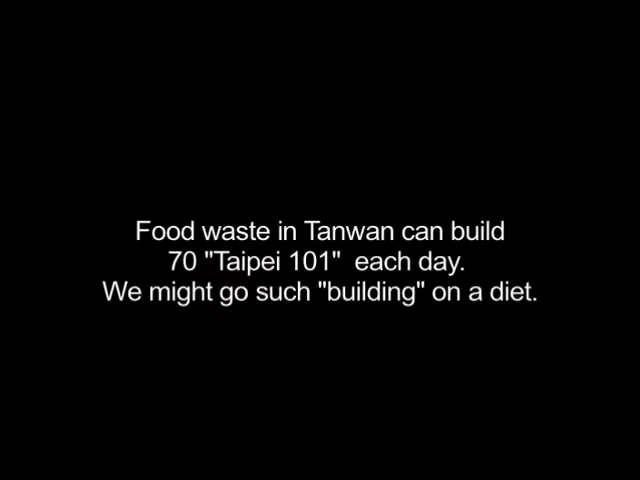 Food waste in Tanwan can build
70 "Taipei 101"  each day.
We might go such "building" on a diet.